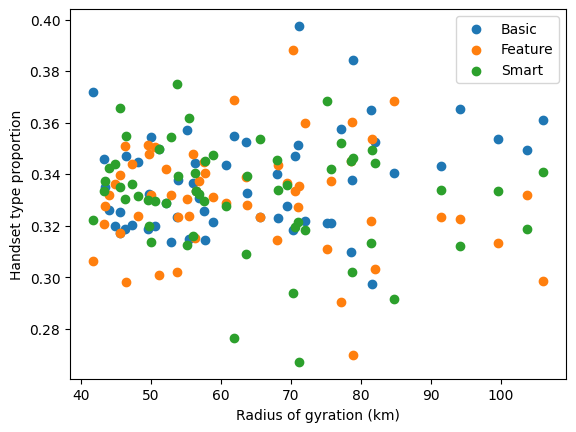 0.40
0.38
0.36
0.34
0.32
0.30
0.28
Handset type proportion
Basic
Feature
Smart
40 50 60 70 80 90 100
Radius of gyration (km)